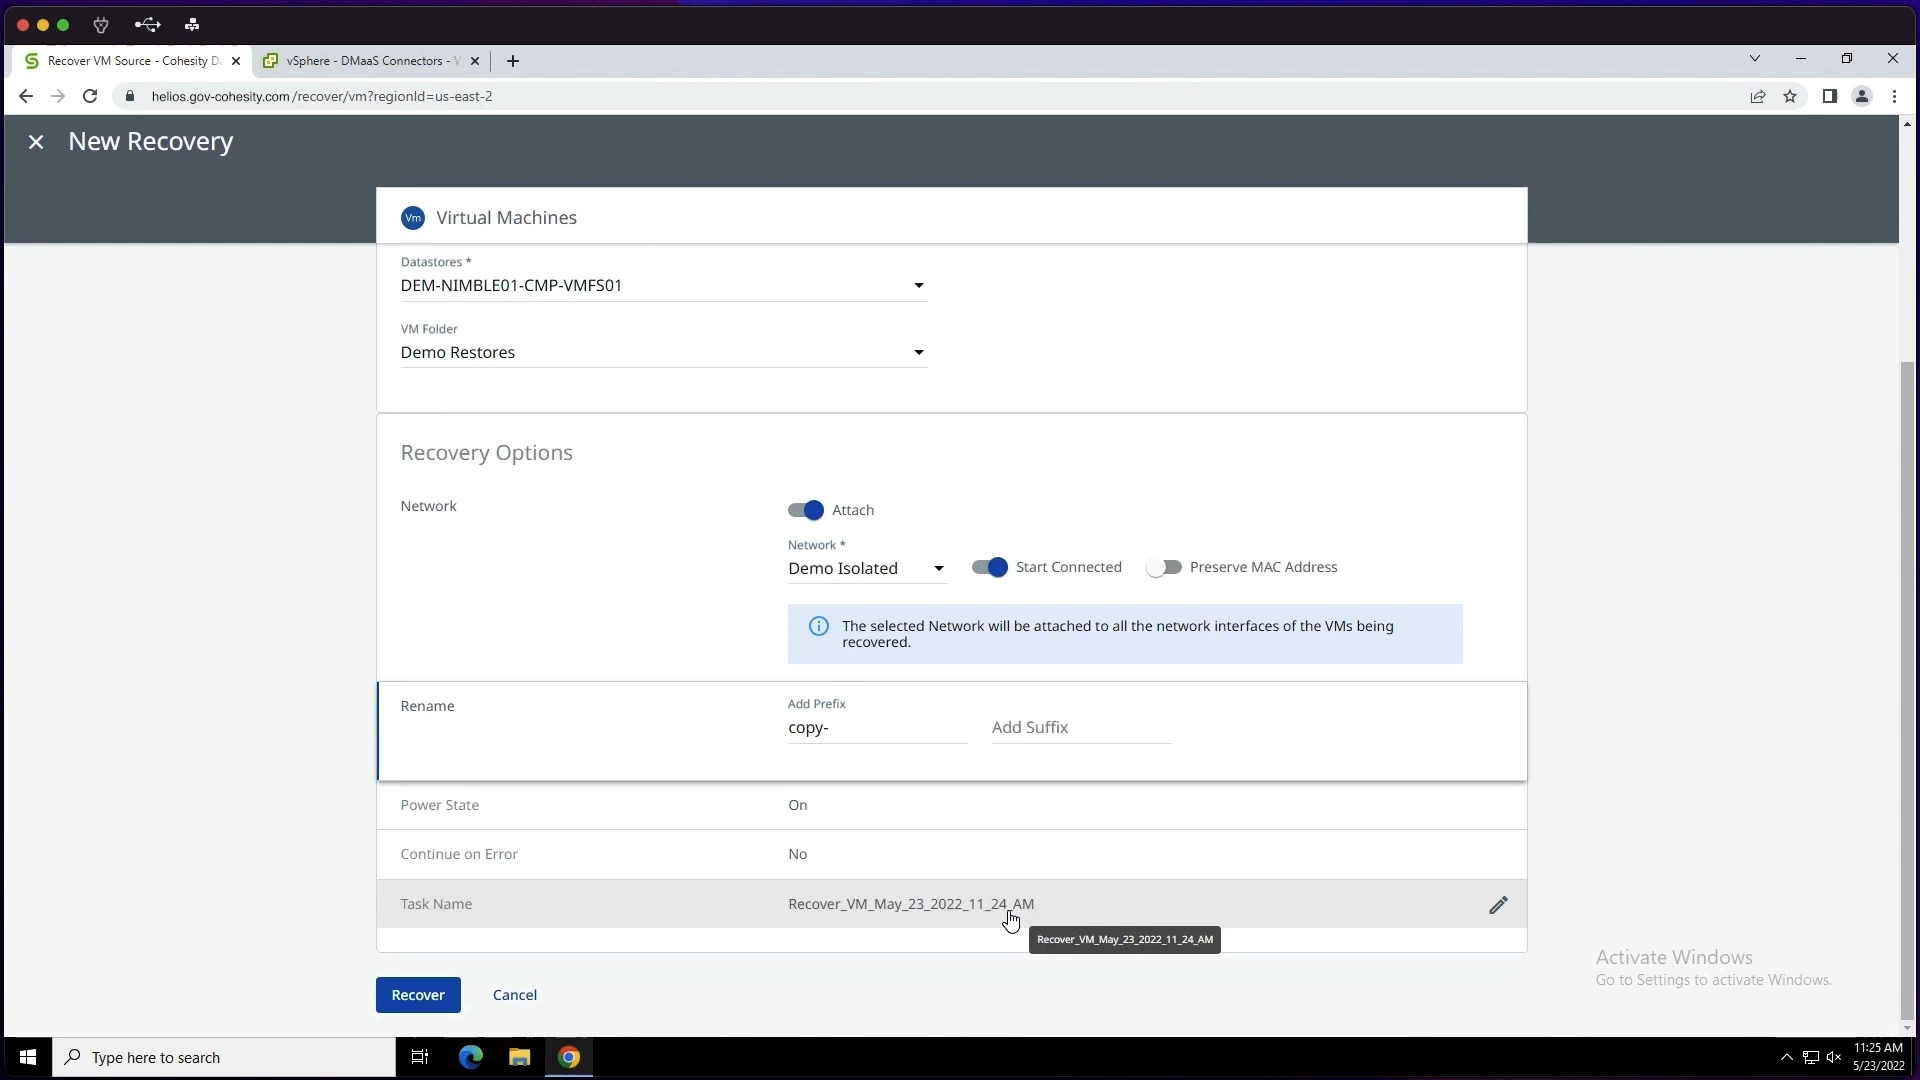 Recover VM Source - Cohesity D
vSphere - DMaaS Connectors - V
helios.gov-cohesity.com/recover/vm?regionId=us-east-2
New Recovery
Vm Virtual Machines
Datastores *
DEM-NIMBLE01-CMP-VMFS01
VM Folder
Demo Restores
Recovery Options
Network
Attach
Network *
Demo Isolated
Start Connected
Preserve MAC Address
The selected Network will be attached to all the network interfaces of the VMs being
recovered.
Rename
Add Prefix
copy-
Add Suffix
Power State
On
Continue on Error
No
Task Name
Recover_VM_May_23_2022_11_24_AM
Recover_VM_May_23_2022_11_24_AM
Recover
Cancel
Activate Windows
Go to Settings to activate Windows.
Type here to search
11:25 AM
5/23/2022